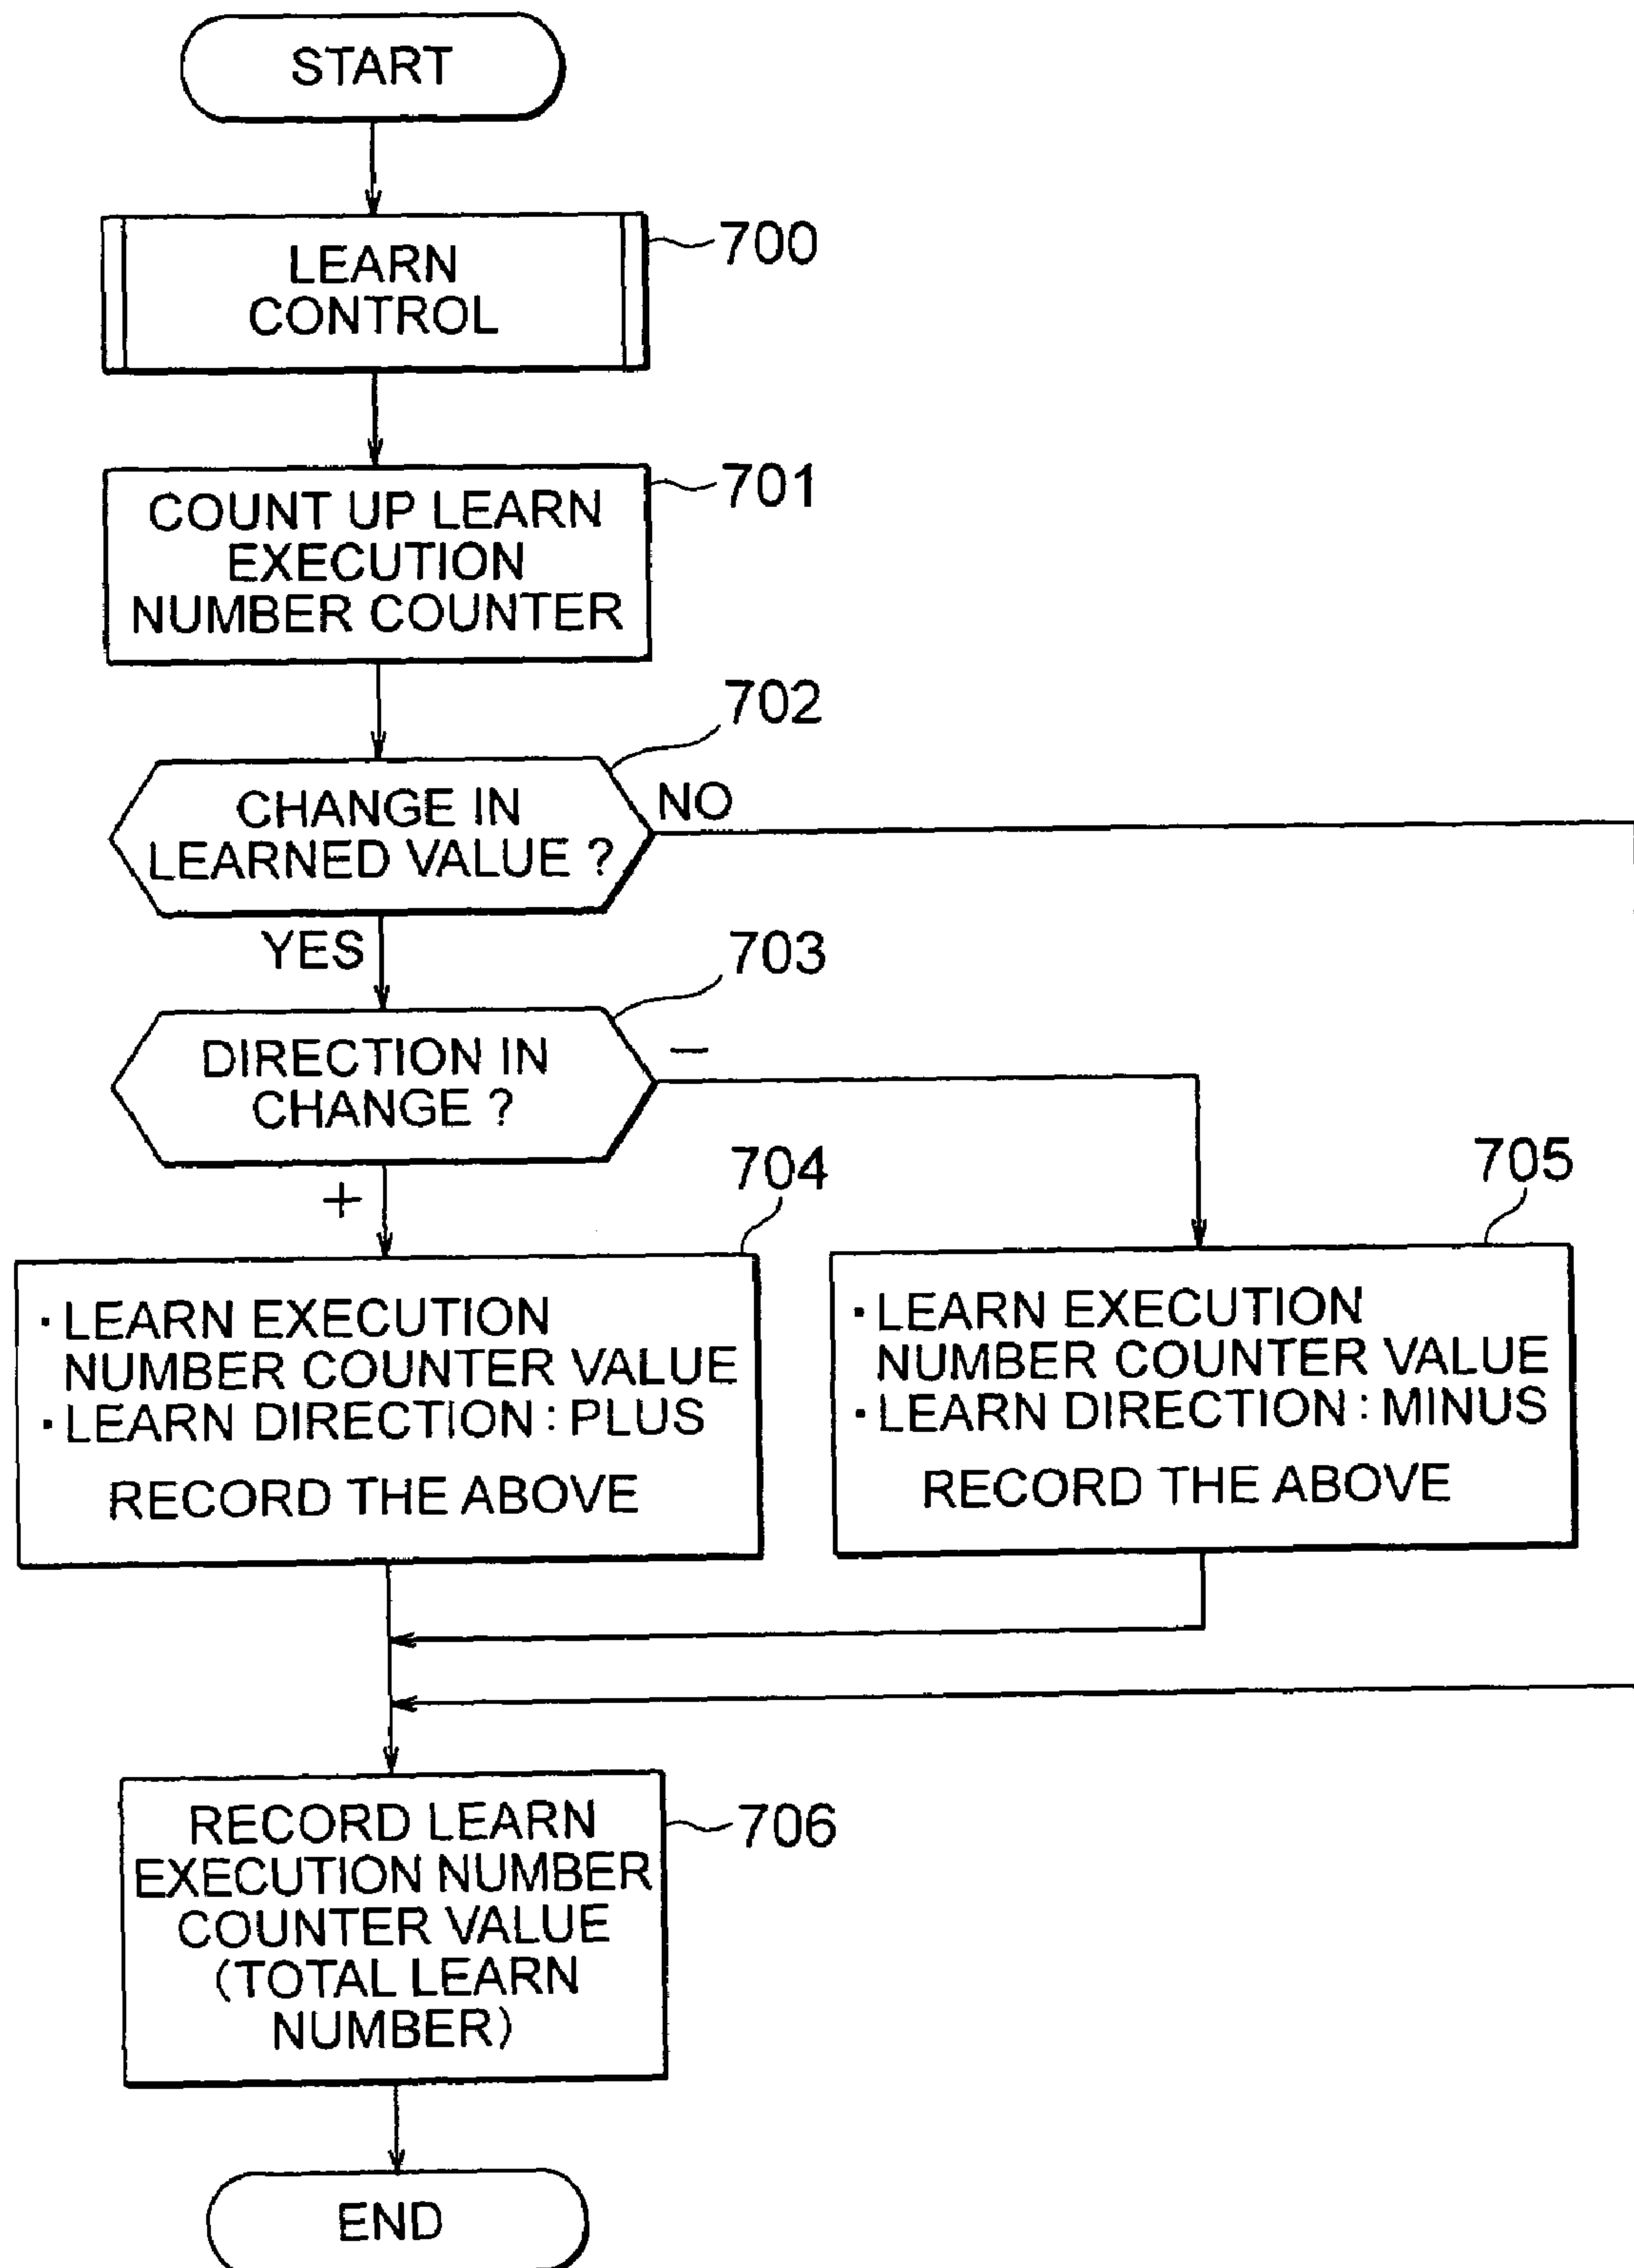 START
LEARN
CONTROL
700
COUNT UP LEARN
EXECUTION
NUMBER COUNTER
701
702
CHANGE IN
LEARNED VALUE ?
NO
YES
703
DIRECTION IN
CHANGE ?
−
+
704
· LEARN EXECUTION
NUMBER COUNTER VALUE
· LEARN DIRECTION : PLUS
RECORD THE ABOVE
705
· LEARN EXECUTION
NUMBER COUNTER VALUE
· LEARN DIRECTION : MINUS
RECORD THE ABOVE
RECORD LEARN
EXECUTION NUMBER
COUNTER VALUE
(TOTAL LEARN
NUMBER)
706
END